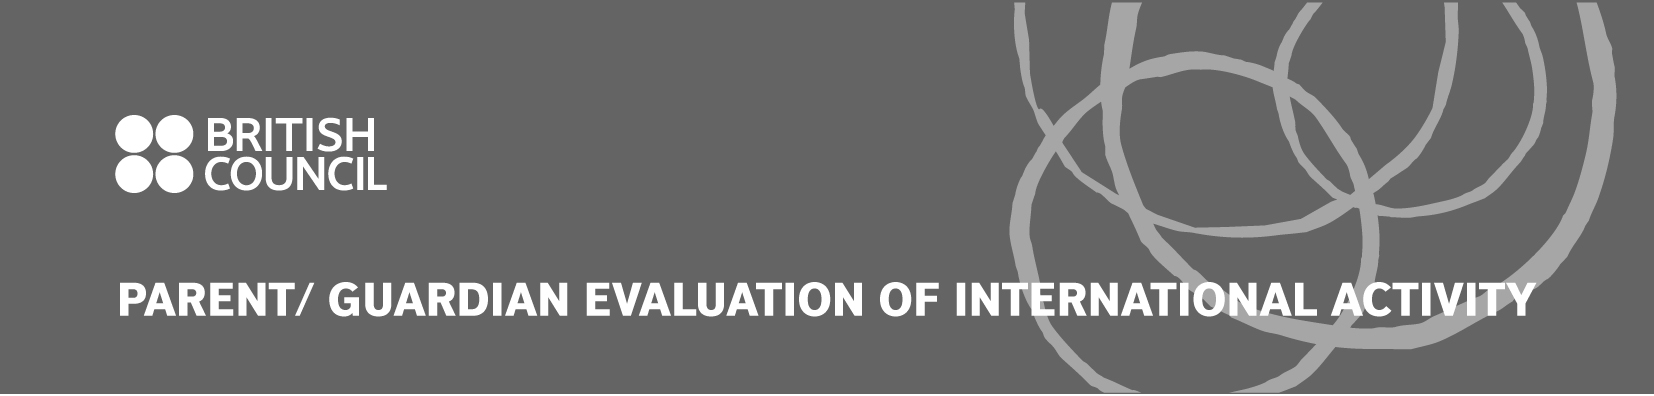 BRITISH
COUNCIL
PARENT/ GUARDIAN EVALUATION OF INTERNATIONAL ACTIVITY